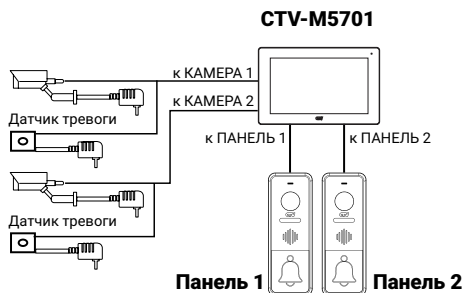 CTV-M5701
к КАМЕРА 1
к КАМЕРА 2
Датчик тревоги
к ПАНЕЛЬ 1
к ПАНЕЛЬ 2
Датчик тревоги
Панель 1
Панель 2